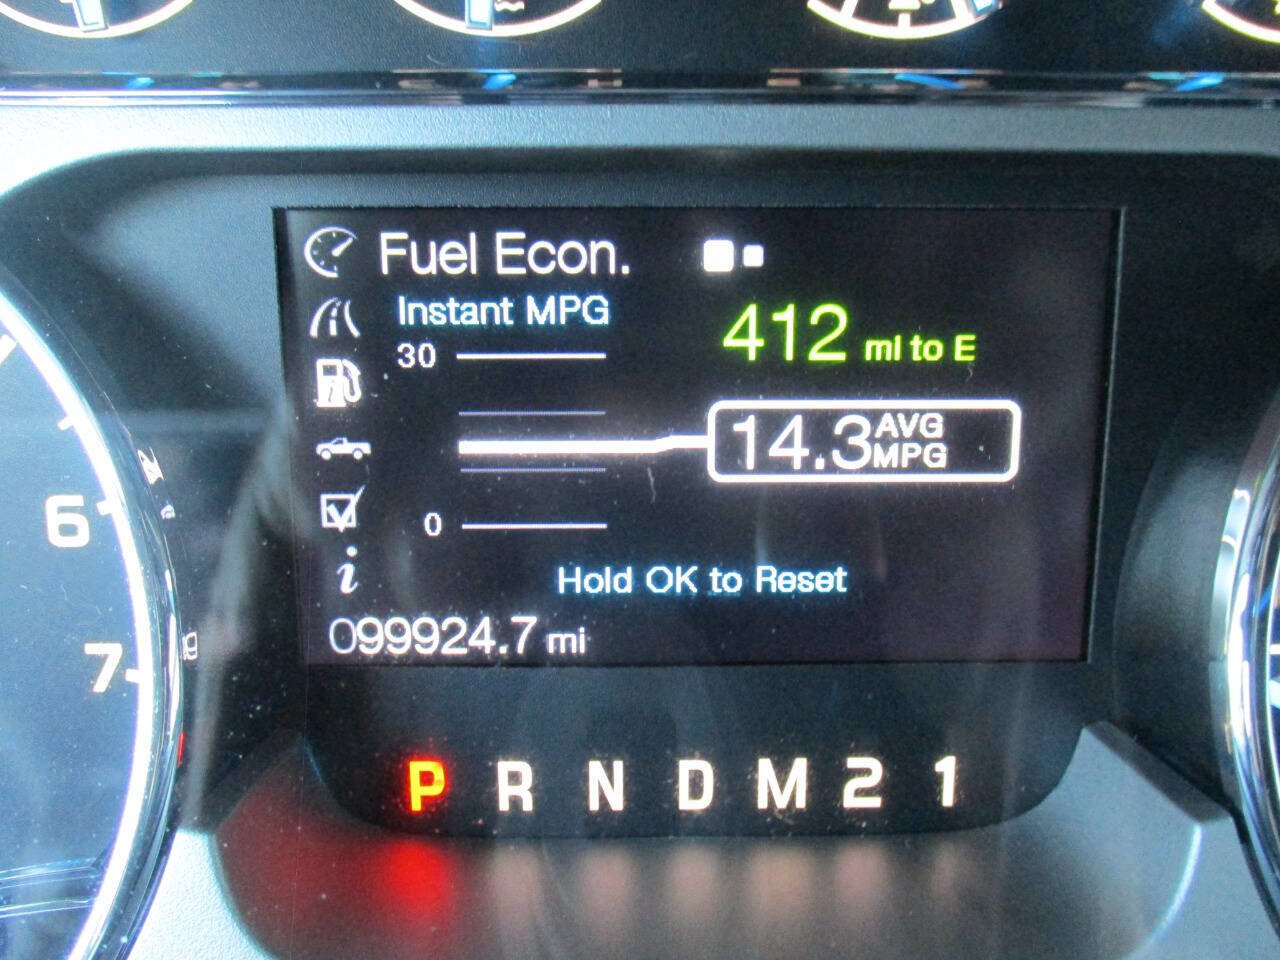 Fuel Econ.
Instant MPG
30
412 mi to E
14.3 AVG MPG
0
Hold OK to Reset
099924.7 mi
6
7
P R N D M 2 1